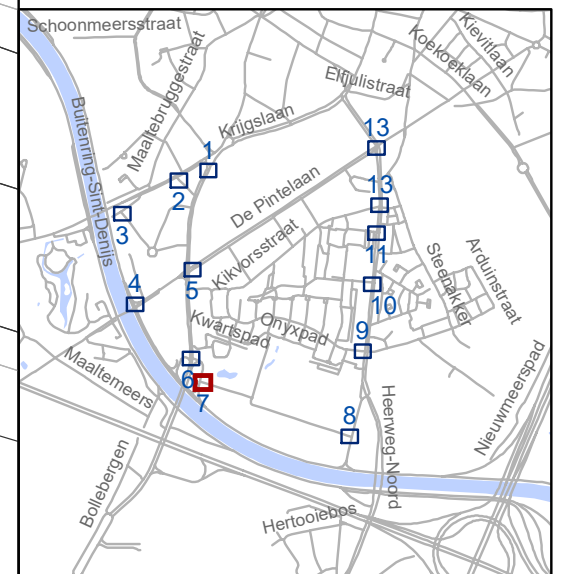 Schoonmeersstraat
Kievitlaan
Koekoeklaan
Maaltebruggestraat
Elfjulistraat
Buitenring-Sint-Denijs
Krijgslaan
13
1
2
De Pintelaan
13
3
Kikvorsstraat
11
Steenakker
Arduinstraat
5
4
10
Kwartspad
Onyxpad
9
Maaltemeers
6
7
Nieuwmeerspad
8
Heerweg-Noord
Bollebergen
Hertooiebos